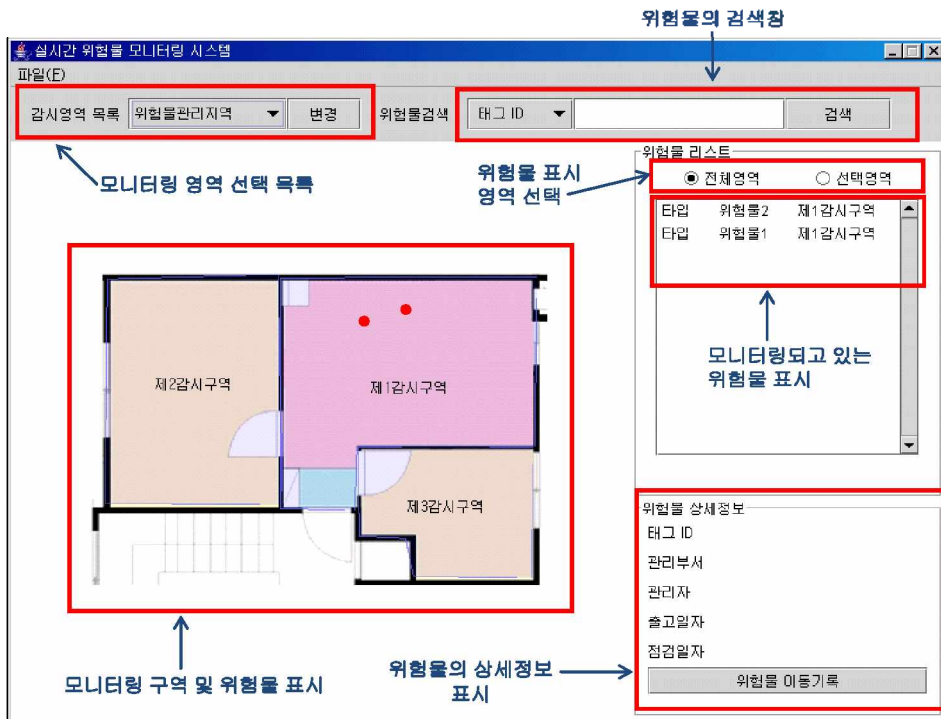 위험물의 검색창
실시간 위험물 모니터링 시스템
파일(F)
감시영역 목록 위험물관리지역 변경 위험물검색 태그 ID 검색
모니터링 영역 선택 목록
위험물 표시
영역 선택
위험물 리스트
전체영역 선택영역
타입 위험물2 제1감시구역
타입 위험물1 제1감시구역
모니터링되고 있는
위험물 표시
제2감시구역
제1감시구역
제3감시구역
위험물 상세정보
태그 ID
관리부서
관리자
출고일자
점검일자
위험물 이동기록
위험물의 상세정보
표시
모니터링 구역 및 위험물 표시